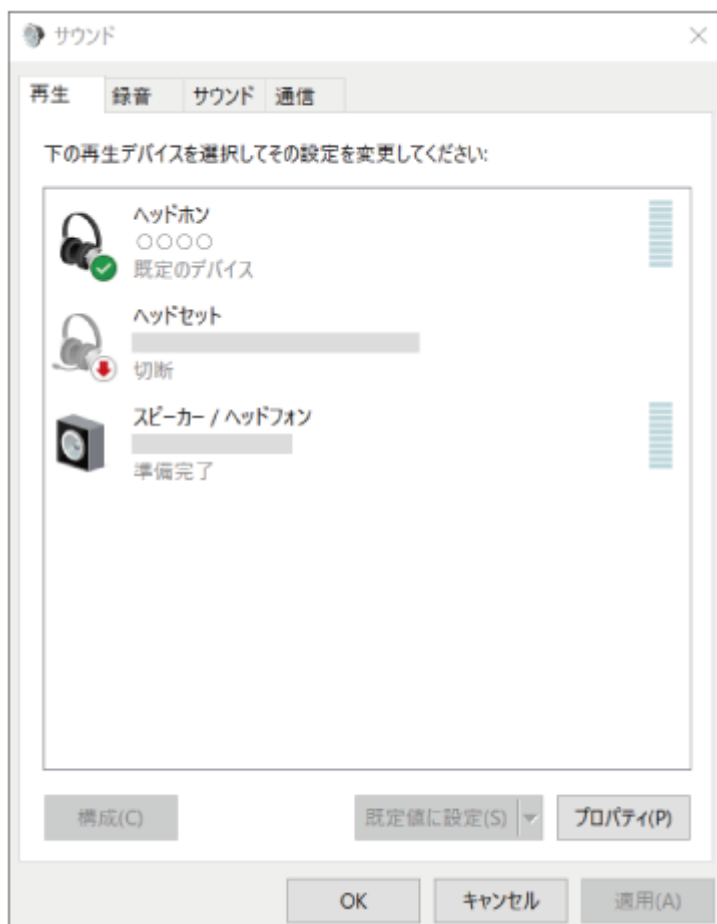 サウンド
再生 録音 サウンド 通信
下の再生デバイスを選択してその設定を変更してください:
ヘッドホン
○○○○
既定のデバイス
ヘッドセット
切断
スピーカー / ヘッドフォン
準備完了
構成(C) 既定値に設定(S) プロパティ(P)
OK キャンセル 適用(A)